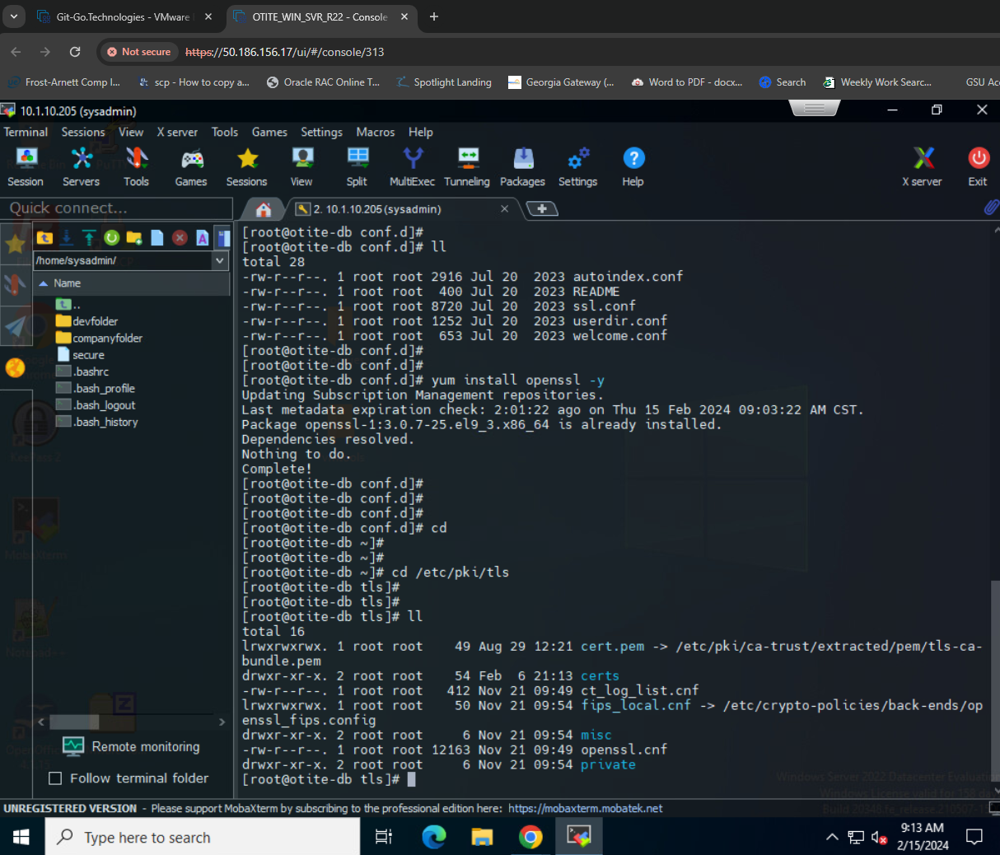 Git-Go.Technologies - VMware
OTITE_WIN_SVR_R22 - Console
Not secure
https://50.186.156.17/ui/#/console/313
Frost-Arnett Comp I...
scp - How to copy a...
Oracle RAC Online T...
Spotlight Landing
Georgia Gateway (...
Word to PDF - docx...
Search
Weekly Work Searc...
GSU Acc
10.1.10.205 (sysadmin)
Terminal Sessions View X server Tools Games Settings Macros Help
Session Servers Tools Games Sessions View Split MultiExec Tunneling Packages Settings Help X server Exit
Quick connect...
2. 10.1.10.205 (sysadmin)
/home/sysadmin/
Name
..
devfolder
companyfolder
secure
.bashrc
.bash_profile
.bash_logout
.bash_history
Remote monitoring
Follow terminal folder
[root@otite-db conf.d]#
[root@otite-db conf.d]# ll
total 28
-rw-r--r--. 1 root root 2916 Jul 20  2023 autoindex.conf
-rw-r--r--. 1 root root  400 Jul 20  2023 README
-rw-r--r--. 1 root root 8720 Jul 20  2023 ssl.conf
-rw-r--r--. 1 root root 1252 Jul 20  2023 userdir.conf
-rw-r--r--. 1 root root  653 Jul 20  2023 welcome.conf
[root@otite-db conf.d]#
[root@otite-db conf.d]#
[root@otite-db conf.d]# yum install openssl -y
Updating Subscription Management repositories.
Last metadata expiration check: 2:01:22 ago on Thu 15 Feb 2024 09:03:22 AM CST.
Package openssl-1:3.0.7-25.el9_3.x86_64 is already installed.
Dependencies resolved.
Nothing to do.
Complete!
[root@otite-db conf.d]#
[root@otite-db conf.d]#
[root@otite-db conf.d]#
[root@otite-db conf.d]# cd
[root@otite-db ~]#
[root@otite-db ~]#
[root@otite-db ~]# cd /etc/pki/tls
[root@otite-db tls]#
[root@otite-db tls]#
[root@otite-db tls]# ll
total 16
lrwxrwxrwx. 1 root root    49 Aug 29 12:21 cert.pem -> /etc/pki/ca-trust/extracted/pem/tls-ca-
bundle.pem
drwxr-xr-x. 2 root root    54 Feb  6 21:13 certs
-rw-r--r--. 1 root root   412 Nov 21 09:49 ct_log_list.cnf
lrwxrwxrwx. 1 root root    50 Nov 21 09:54 fips_local.cnf -> /etc/crypto-policies/back-ends/op
enssl_fips.config
drwxr-xr-x. 2 root root     6 Nov 21 09:54 misc
-rw-r--r--. 1 root root 12163 Nov 21 09:49 openssl.cnf
drwxr-xr-x. 2 root root     6 Nov 21 09:54 private
[root@otite-db tls]#
Windows Server 2022 Datacenter Evaluation
UNREGISTERED VERSION - Please support MobaXterm by subscribing to the professional edition here: https://mobaxterm.mobatek.net
Type here to search
9:13 AM
2/15/2024